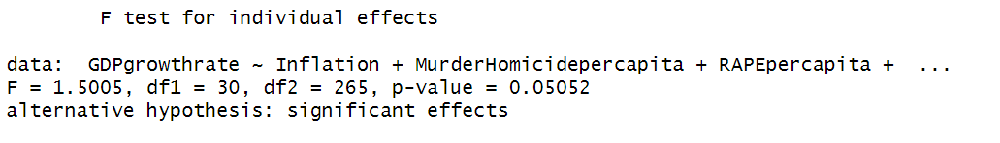 F test for individual effects
data:  GDPgrowthrate ~ Inflation + MurderHomicidepercapita + RAPEpercapita +  ...
F = 1.5005, df1 = 30, df2 = 265, p-value = 0.05052
alternative hypothesis: significant effects